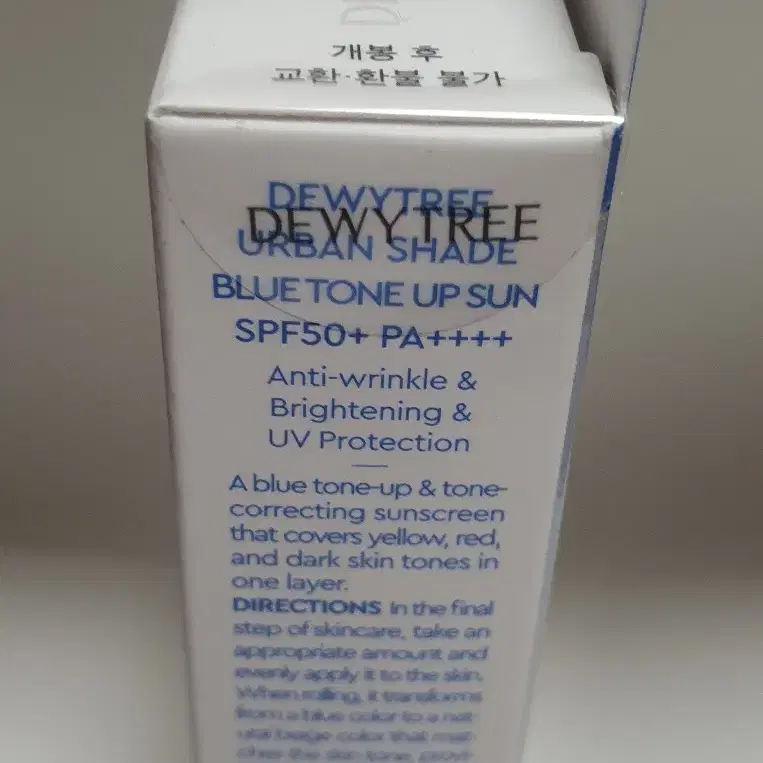 개봉 후
교환·환불 불가
DEWYTREE
DEWYTREE
URBAN SHADE
BLUE TONE UP SUN
SPF50+ PA++++
Anti-wrinkle &
Brightening &
UV Protection
A blue tone-up & tone-
correcting sunscreen
that covers yellow, red,
and dark skin tones in
one layer.
DIRECTIONS In the final
step of skincare, take an
appropriate amount and
evenly apply it to the skin.
When rolling, it transforms
from a blue color to a nat-
ural beige color that mat-
ches the skin tone, provi-